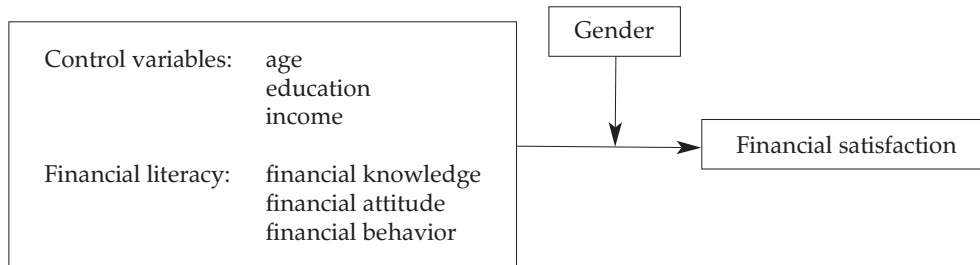 Gender
Control variables: age
education
income
Financial satisfaction
Financial literacy: financial knowledge
financial attitude
financial behavior